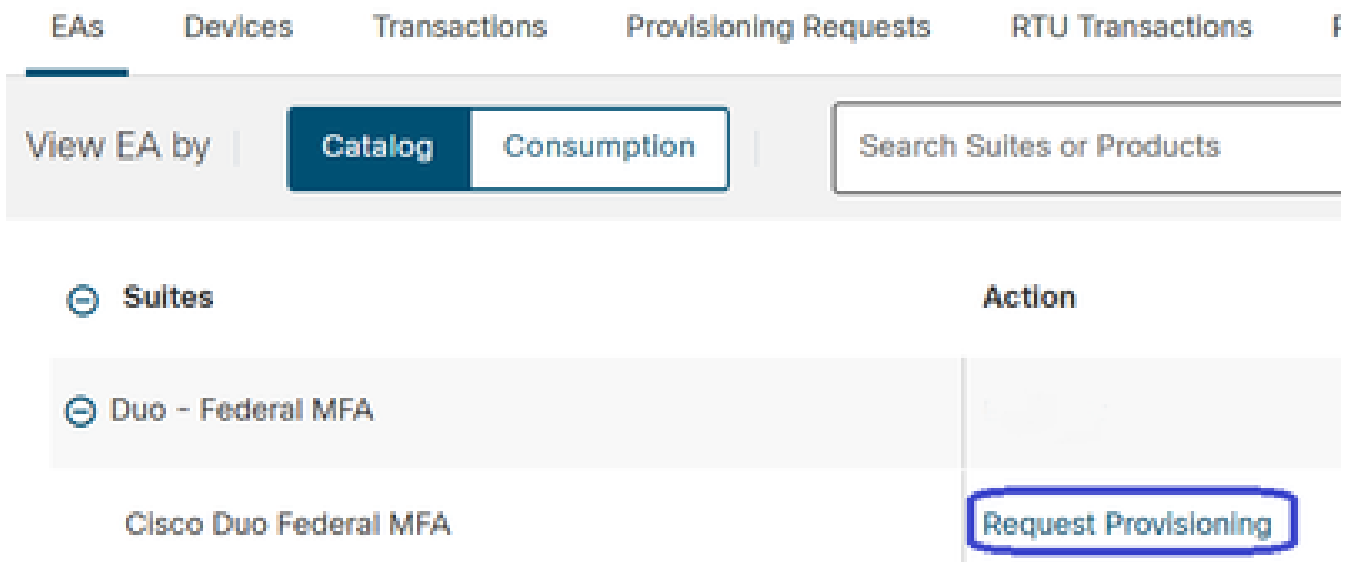 EAs Devices Transactions Provisioning Requests RTU Transactions
View EA by Catalog Consumption Search Suites or Products
Suites Action
Duo - Federal MFA
Cisco Duo Federal MFA Request Provisioning